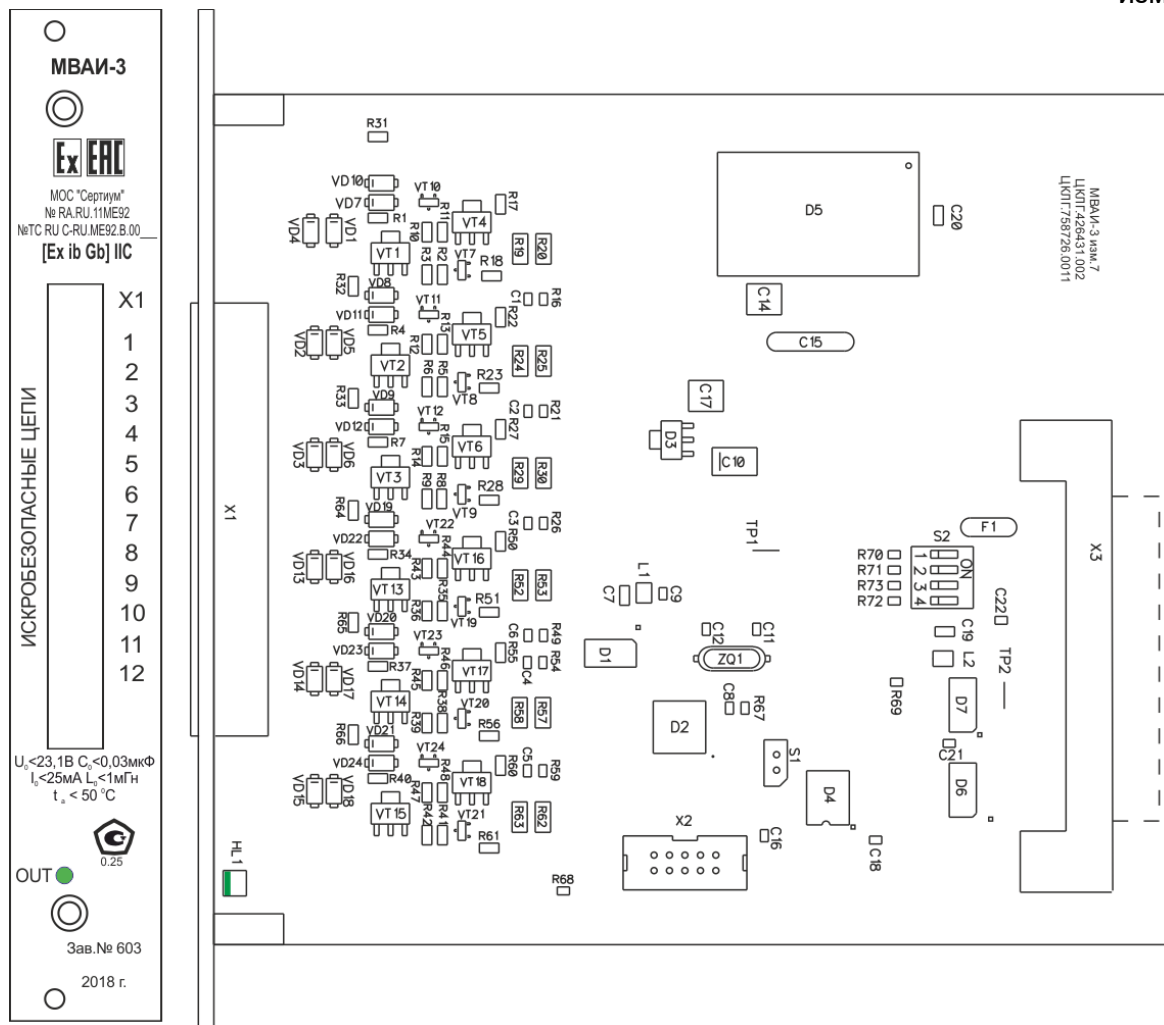 ИЗМ
МВАИ-3
Ex ЕАС
МОС "Сертиум"
№ RA.RU.11МЕ92
№ТС RU C-RU.ME92.B.00___
[Ex ib Gb] IIC
X1
1
2
3
4
5
6
7
8
9
10
11
12
ИСКРОБЕЗОПАСНЫЕ ЦЕПИ
U₀<23,1В C₀<0,03мкФ
I₀<25мА L₀<1мГн
tₐ < 50 °C
0.25
OUT
Зав.№ 603
2018 г.
X1
HL1
R31
VD10
VD7
R1
VD4
VD1
VT1
VT10
R10
R11
R3
R2
VT4
VT7
R17
R18
R19
R20
R32
VD8
VD11
R4
VD2
VD5
VT2
VT11
R12
R13
R6
R5
VT5
VT8
C1
R16
R22
R23
R24
R25
R33
VD9
VD12
R7
VD3
VD6
VT3
VT12
R14
R15
R9
R8
VT6
VT9
C2
R21
R27
R28
R29
R30
R64
VD19
VD22
R34
VD13
VD16
VT13
VT22
R43
R44
R36
R35
VT16
VT19
C3
R26
R50
R51
R52
R53
R65
VD20
VD23
R37
VD14
VD17
VT14
VT23
R45
R46
R39
R38
VT17
VT20
C6
R49
R55
C4
R54
R56
R58
R57
R66
VD21
VD24
R40
VD15
VD18
VT15
VT24
R47
R48
R42
R41
VT18
VT21
C5
R59
R60
R61
R63
R62
R68
D5
C20
МВАИ-3 изм.7
ЦКЛГ.426431.002
ЦКЛГ.758726.0011
C14
C15
C17
D3
C10
TP1
L1
C7
C9
D1
C12
C11
ZQ1
D2
C8
R67
S1
D4
X2
C16
C18
R70
R71
R73
R72
S2
1
2
3
4
ON
F1
X3
C22
C19
L2
TP2
R69
D7
C21
D6